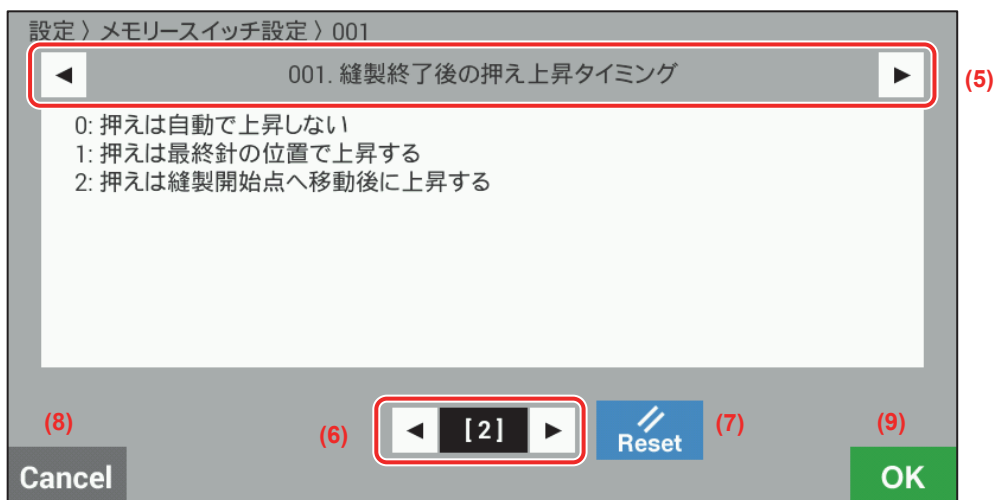 設定 〉メモリースイッチ設定 〉001
◄ 001. 縫製終了後の押え上昇タイミング ► (5)
0: 押えは自動で上昇しない
1: 押えは最終針の位置で上昇する
2: 押えは縫製開始点へ移動後に上昇する
(8) (6) ◄ [2] ► Reset (7) (9)
Cancel OK